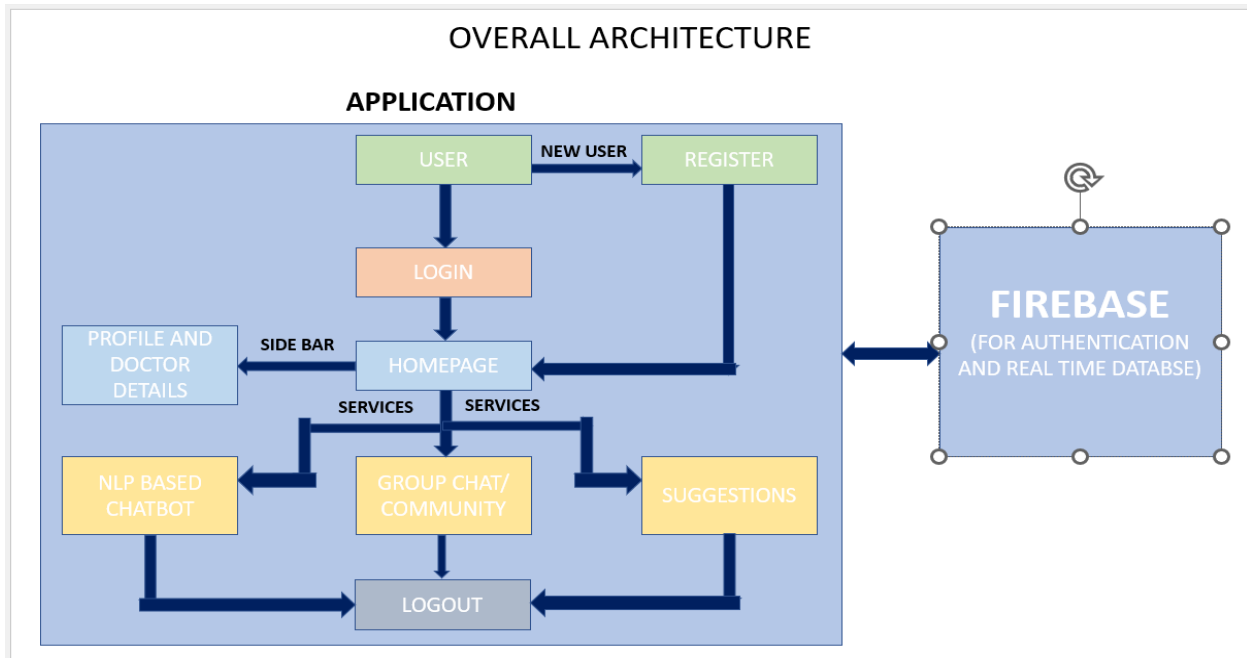 OVERALL ARCHITECTURE
APPLICATION
USER
NEW USER
REGISTER
LOGIN
PROFILE AND
DOCTOR
DETAILS
SIDE BAR
HOMEPAGE
FIREBASE
(FOR AUTHENTICATION
AND REAL TIME DATABSE)
SERVICES
SERVICES
NLP BASED
CHATBOT
GROUP CHAT/
COMMUNITY
SUGGESTIONS
LOGOUT